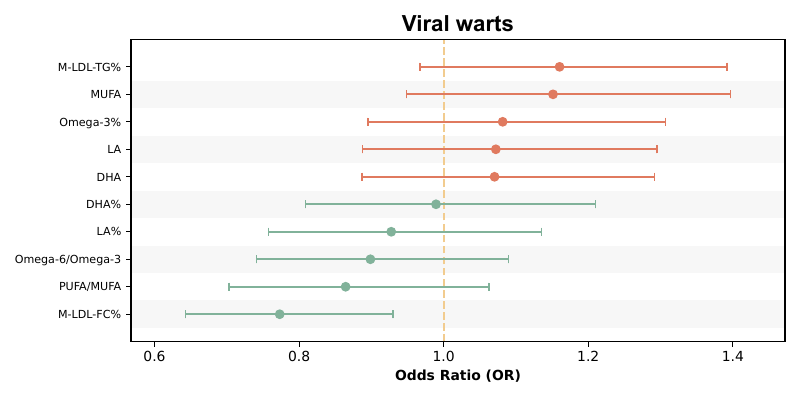 Viral warts
M-LDL-TG%
MUFA
Omega-3%
LA
DHA
DHA%
LA%
Omega-6/Omega-3
PUFA/MUFA
M-LDL-FC%
0.6 0.8 1.0 1.2 1.4
Odds Ratio (OR)